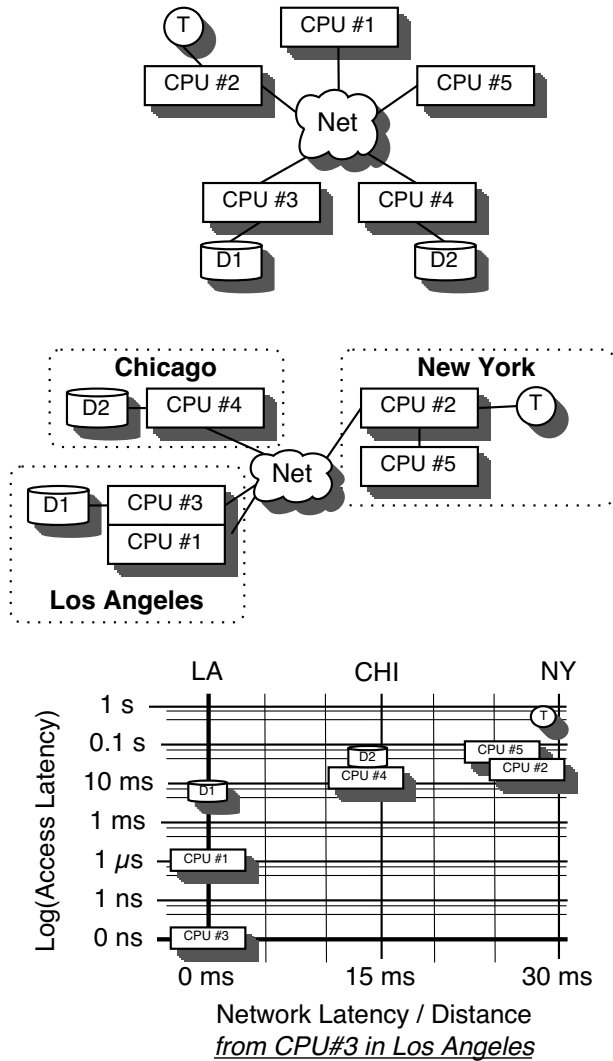 T
CPU #1
CPU #2
CPU #5
Net
CPU #3
CPU #4
D1
D2
Chicago
New York
D2
CPU #4
CPU #2
T
CPU #5
Net
D1
CPU #3
CPU #1
Los Angeles
LA
CHI
NY
Log(Access Latency)
1 s
T
0.1 s
D2
CPU #5
CPU #4
CPU #2
10 ms
D1
1 ms
1 µs
CPU #1
1 ns
0 ns
CPU #3
0 ms
15 ms
30 ms
Network Latency / Distance
from CPU#3 in Los Angeles